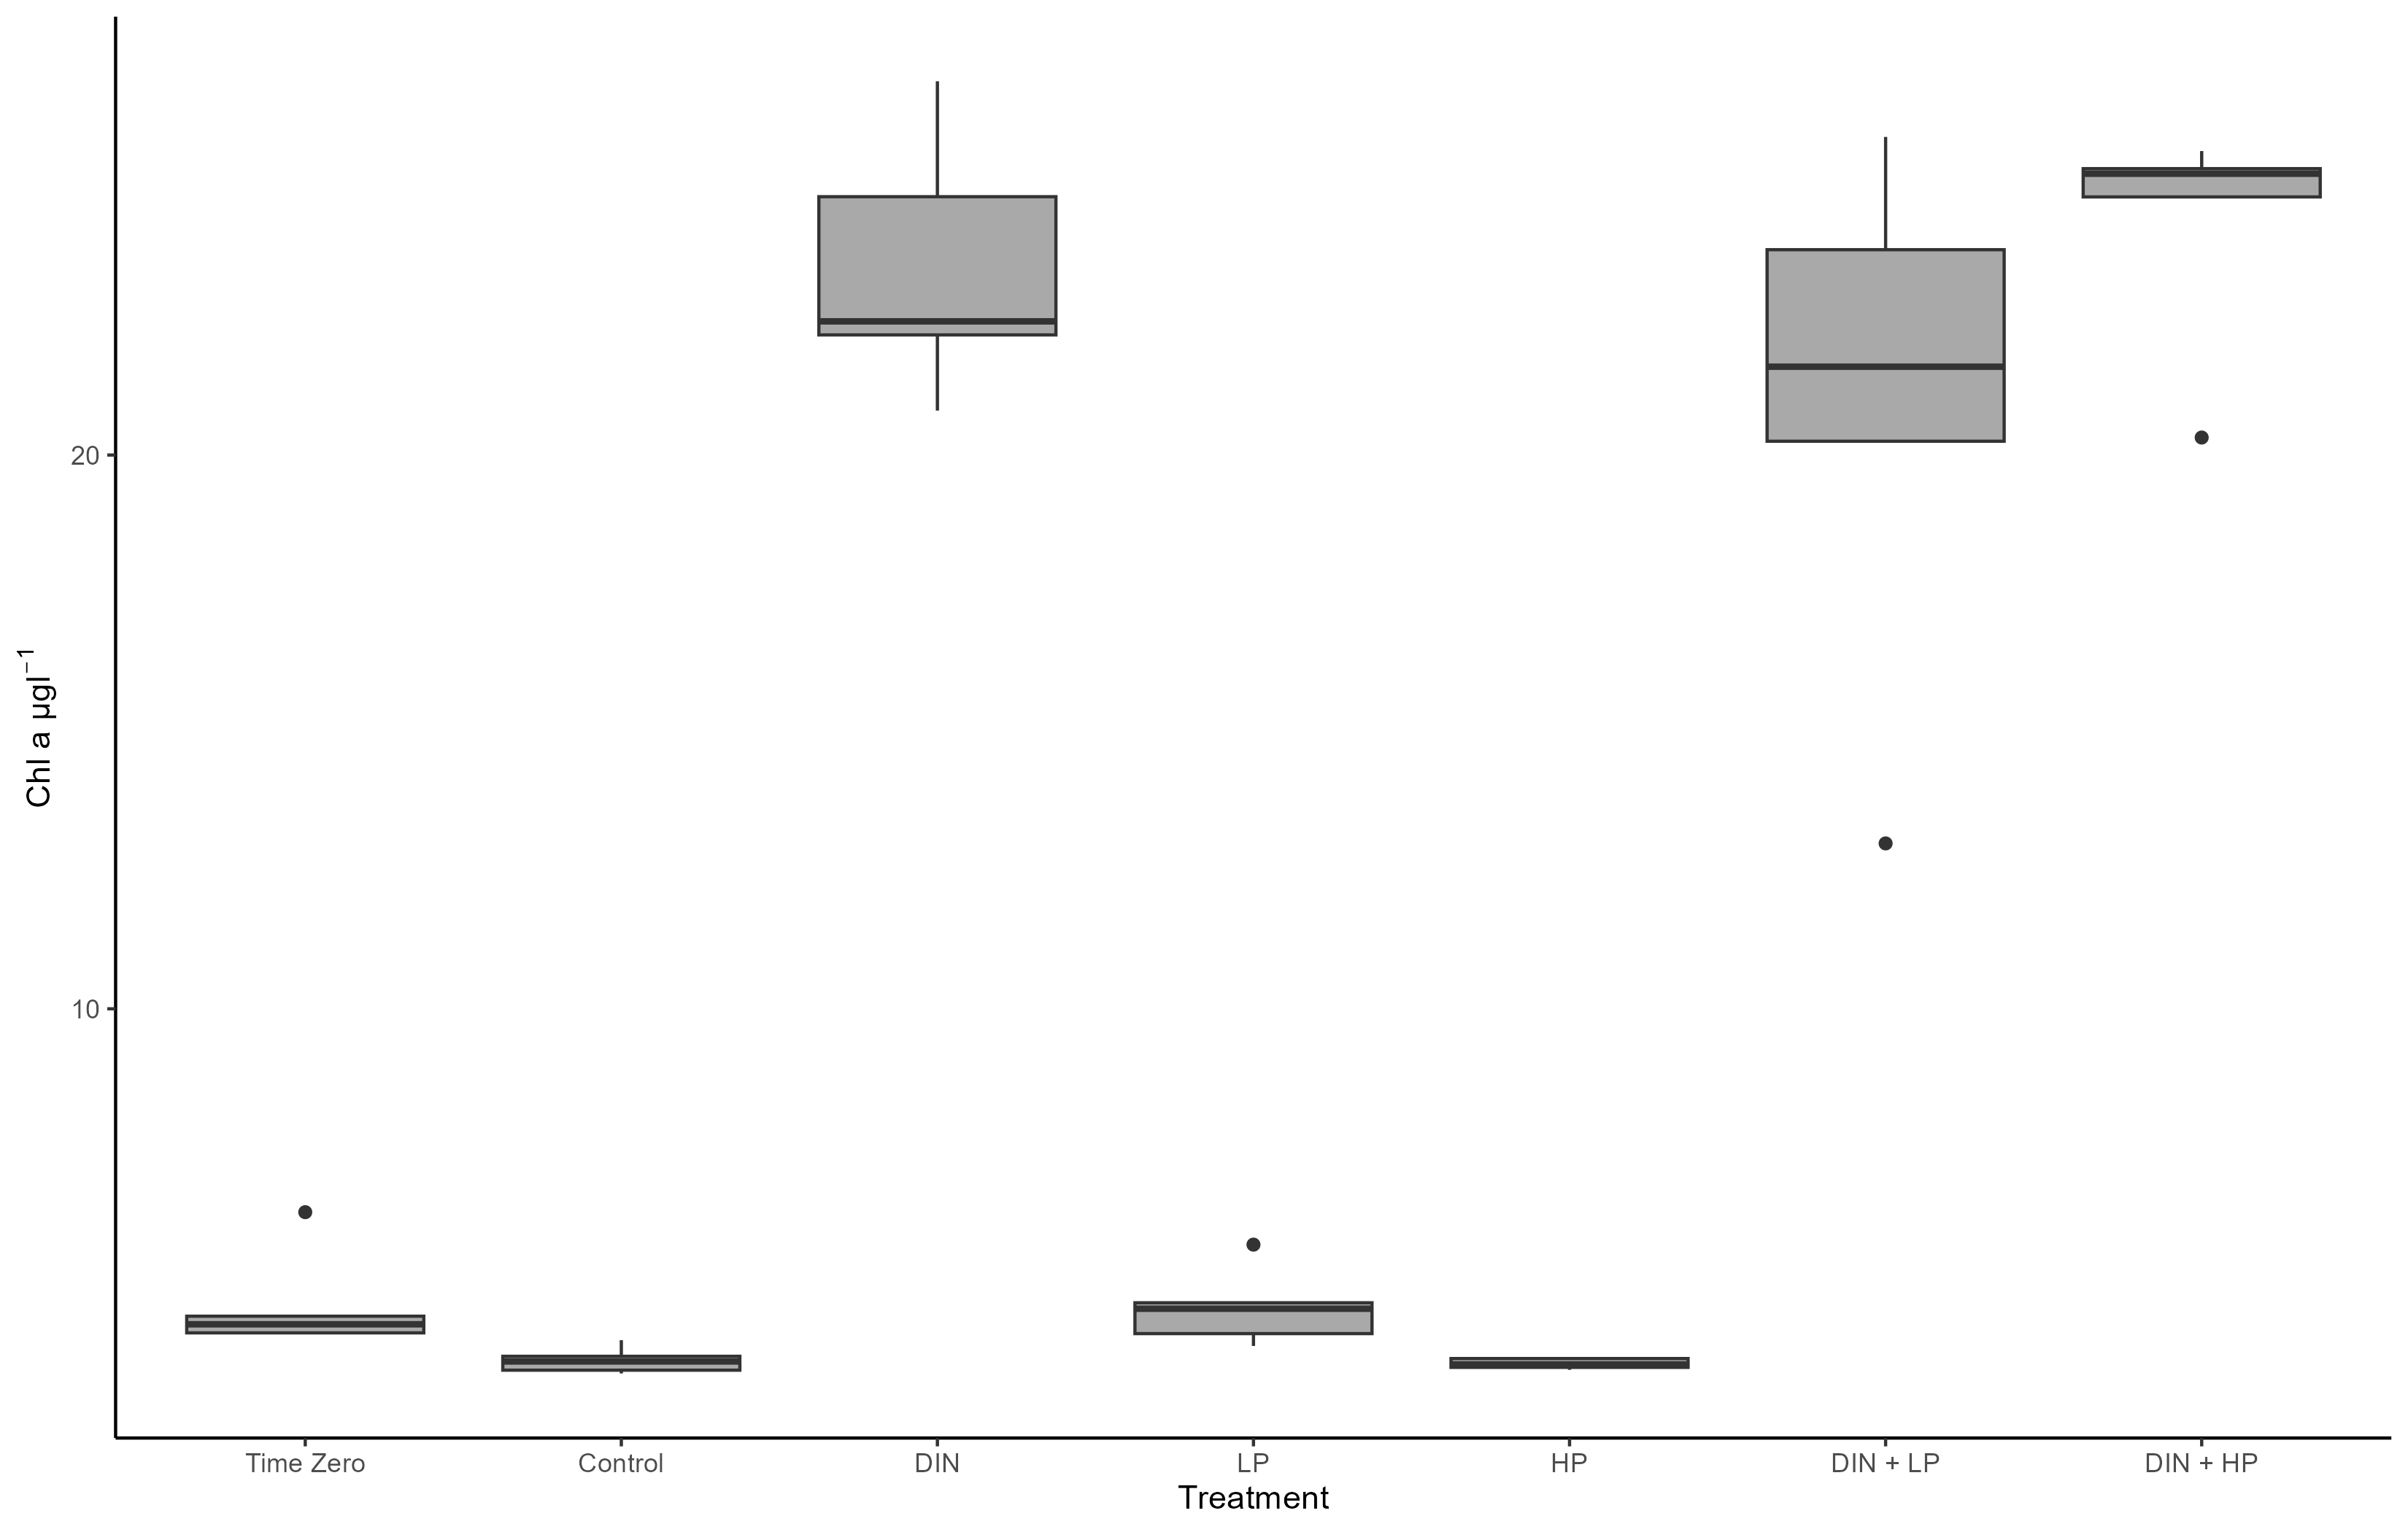 Chl a µgl⁻¹
20
10
Time Zero Control DIN LP HP DIN + LP DIN + HP
Treatment